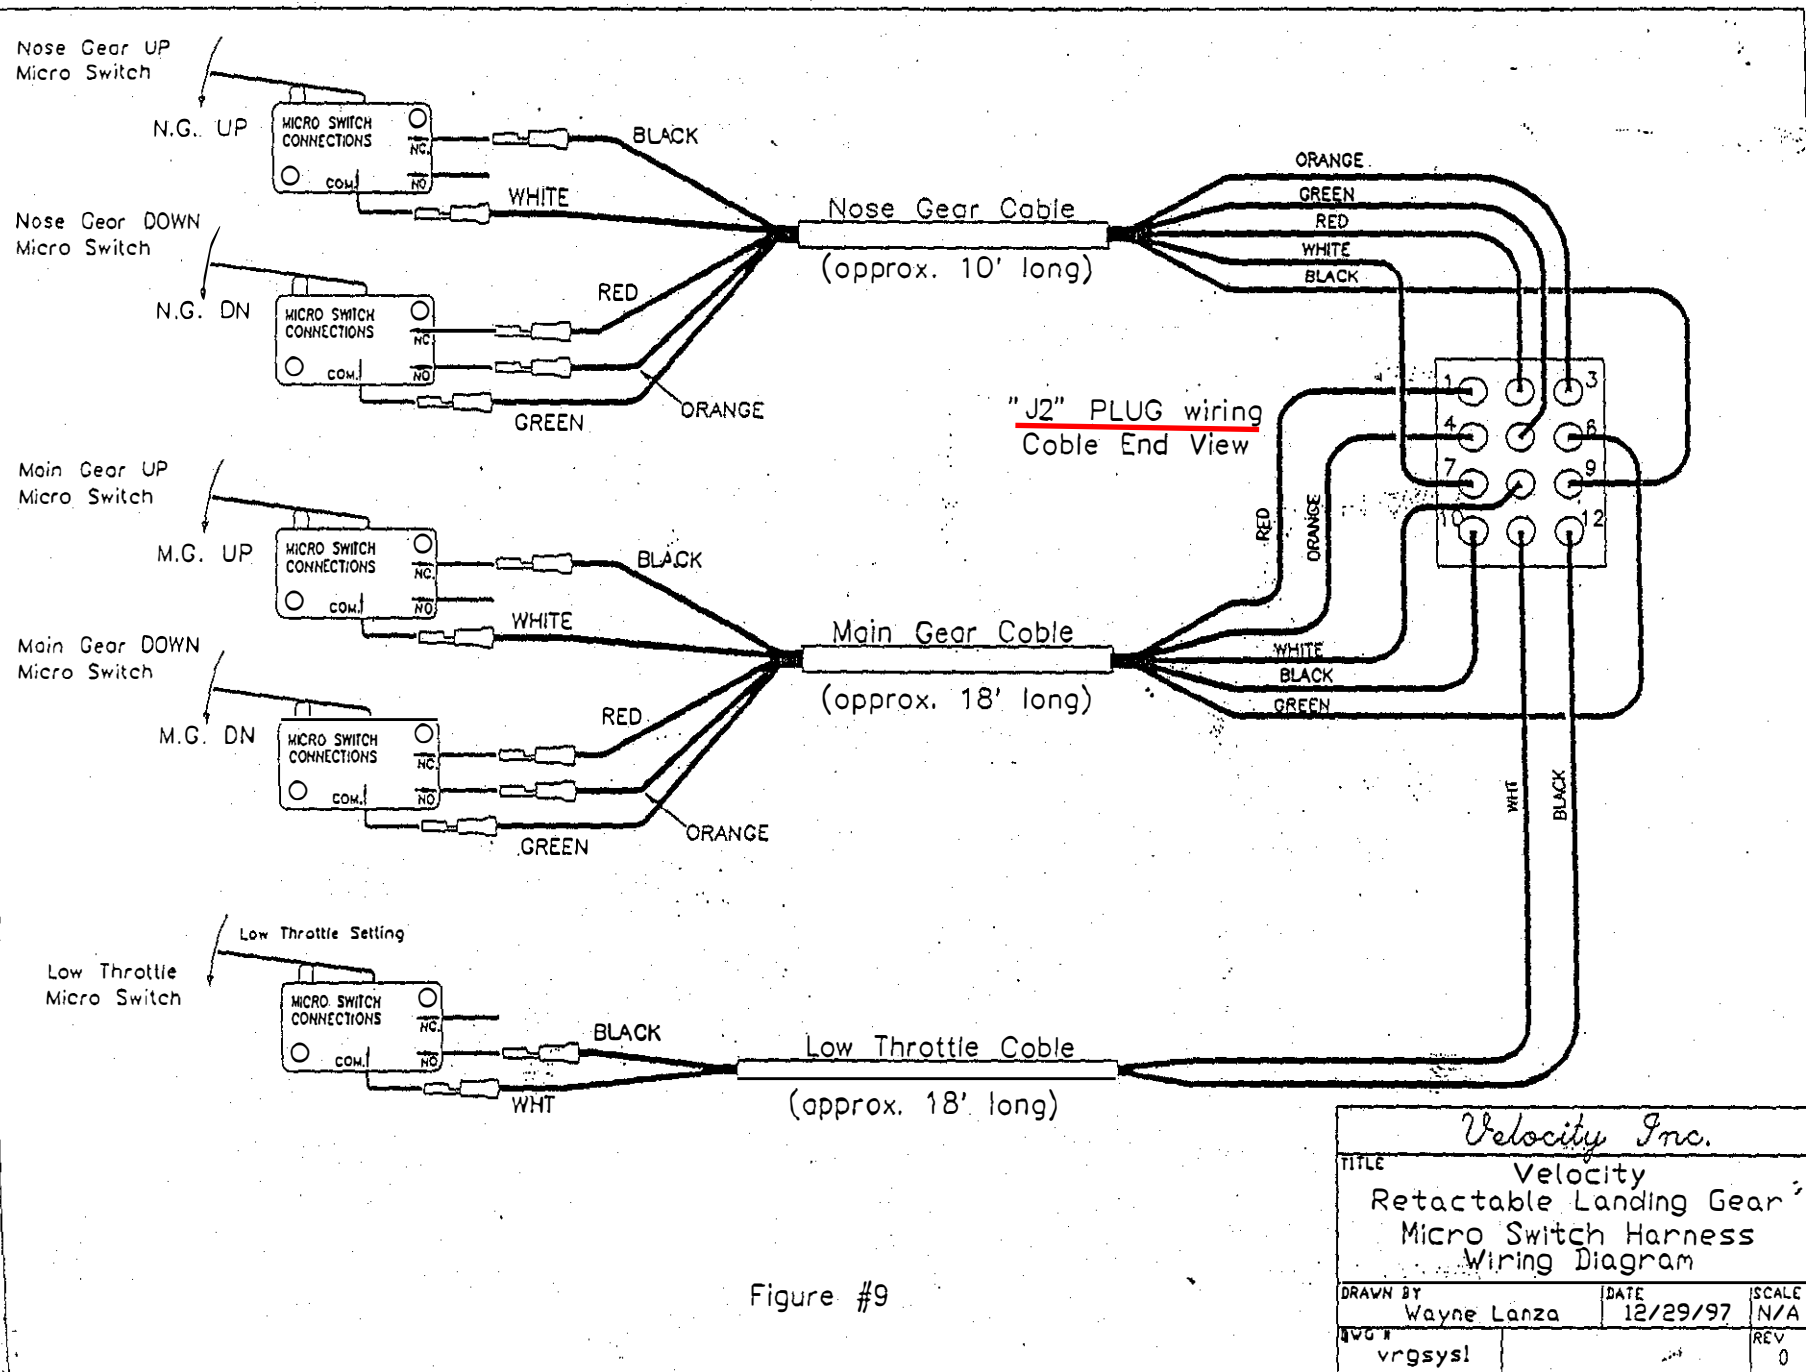 Nose Gear UP
Micro Switch
N.G. UP
MICRO SWITCH
CONNECTIONS
NC.
NO
COM.
BLACK
WHITE
Nose Gear DOWN
Micro Switch
N.G. DN
MICRO SWITCH
CONNECTIONS
NC.
NO
COM.
RED
ORANGE
GREEN
Nose Gear Cable
(approx. 10' long)
ORANGE
GREEN
RED
WHITE
BLACK
"J2" PLUG wiring
Cable End View
1
3
4
6
7
9
10
12
Main Gear UP
Micro Switch
M.G. UP
MICRO SWITCH
CONNECTIONS
NC.
NO
COM.
BLACK
WHITE
Main Gear DOWN
Micro Switch
M.G. DN
MICRO SWITCH
CONNECTIONS
NC.
NO
COM.
RED
ORANGE
GREEN
Main Gear Cable
(approx. 18' long)
RED
ORANGE
WHITE
BLACK
GREEN
WHT
BLACK
Low Throttle Setting
Low Throttle
Micro Switch
MICRO SWITCH
CONNECTIONS
NC.
NO
COM.
BLACK
WHT
Low Throttle Cable
(approx. 18' long)
Figure #9
Velocity Inc.
TITLE
Velocity
Retactable Landing Gear
Micro Switch Harness
Wiring Diagram
DRAWN BY
Wayne Lanza
DATE
12/29/97
SCALE
N/A
DWG #
vrgsys1
REV
0